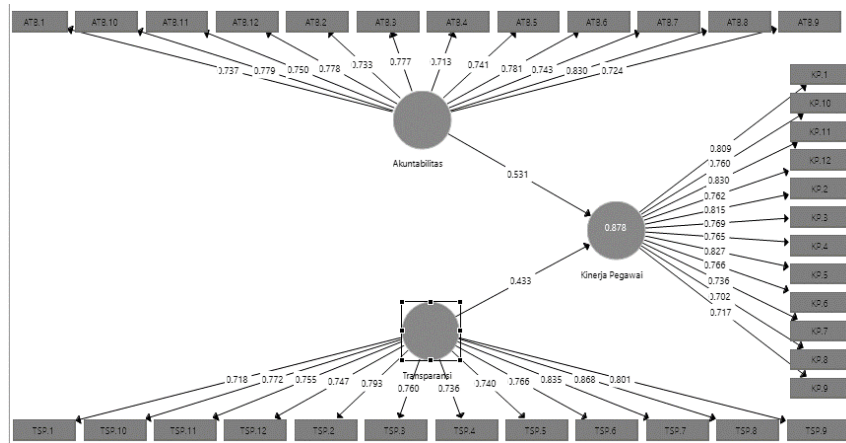 ATB.1 ATB.10 ATB.11 ATB.12 ATB.2 ATB.3 ATB.4 ATB.5 ATB.6 ATB.7 ATB.8 ATB.9
0.737 0.779 0.750 0.778 0.733 0.777 0.713 0.741 0.781 0.743 0.830 0.724
Akuntabilitas
0.531
KP.1
KP.10
KP.11
KP.12
KP.2
KP.3
KP.4
KP.5
KP.6
KP.7
KP.8
KP.9
0.809
0.760
0.830
0.762
0.815
0.769
0.765
0.827
0.766
0.736
0.702
0.717
0.878
Kinerja Pegawai
0.433
Transparansi
0.718 0.772 0.755 0.747 0.793 0.760 0.736 0.740 0.766 0.835 0.868 0.801
TSP.1 TSP.10 TSP.11 TSP.12 TSP.2 TSP.3 TSP.4 TSP.5 TSP.6 TSP.7 TSP.8 TSP.9